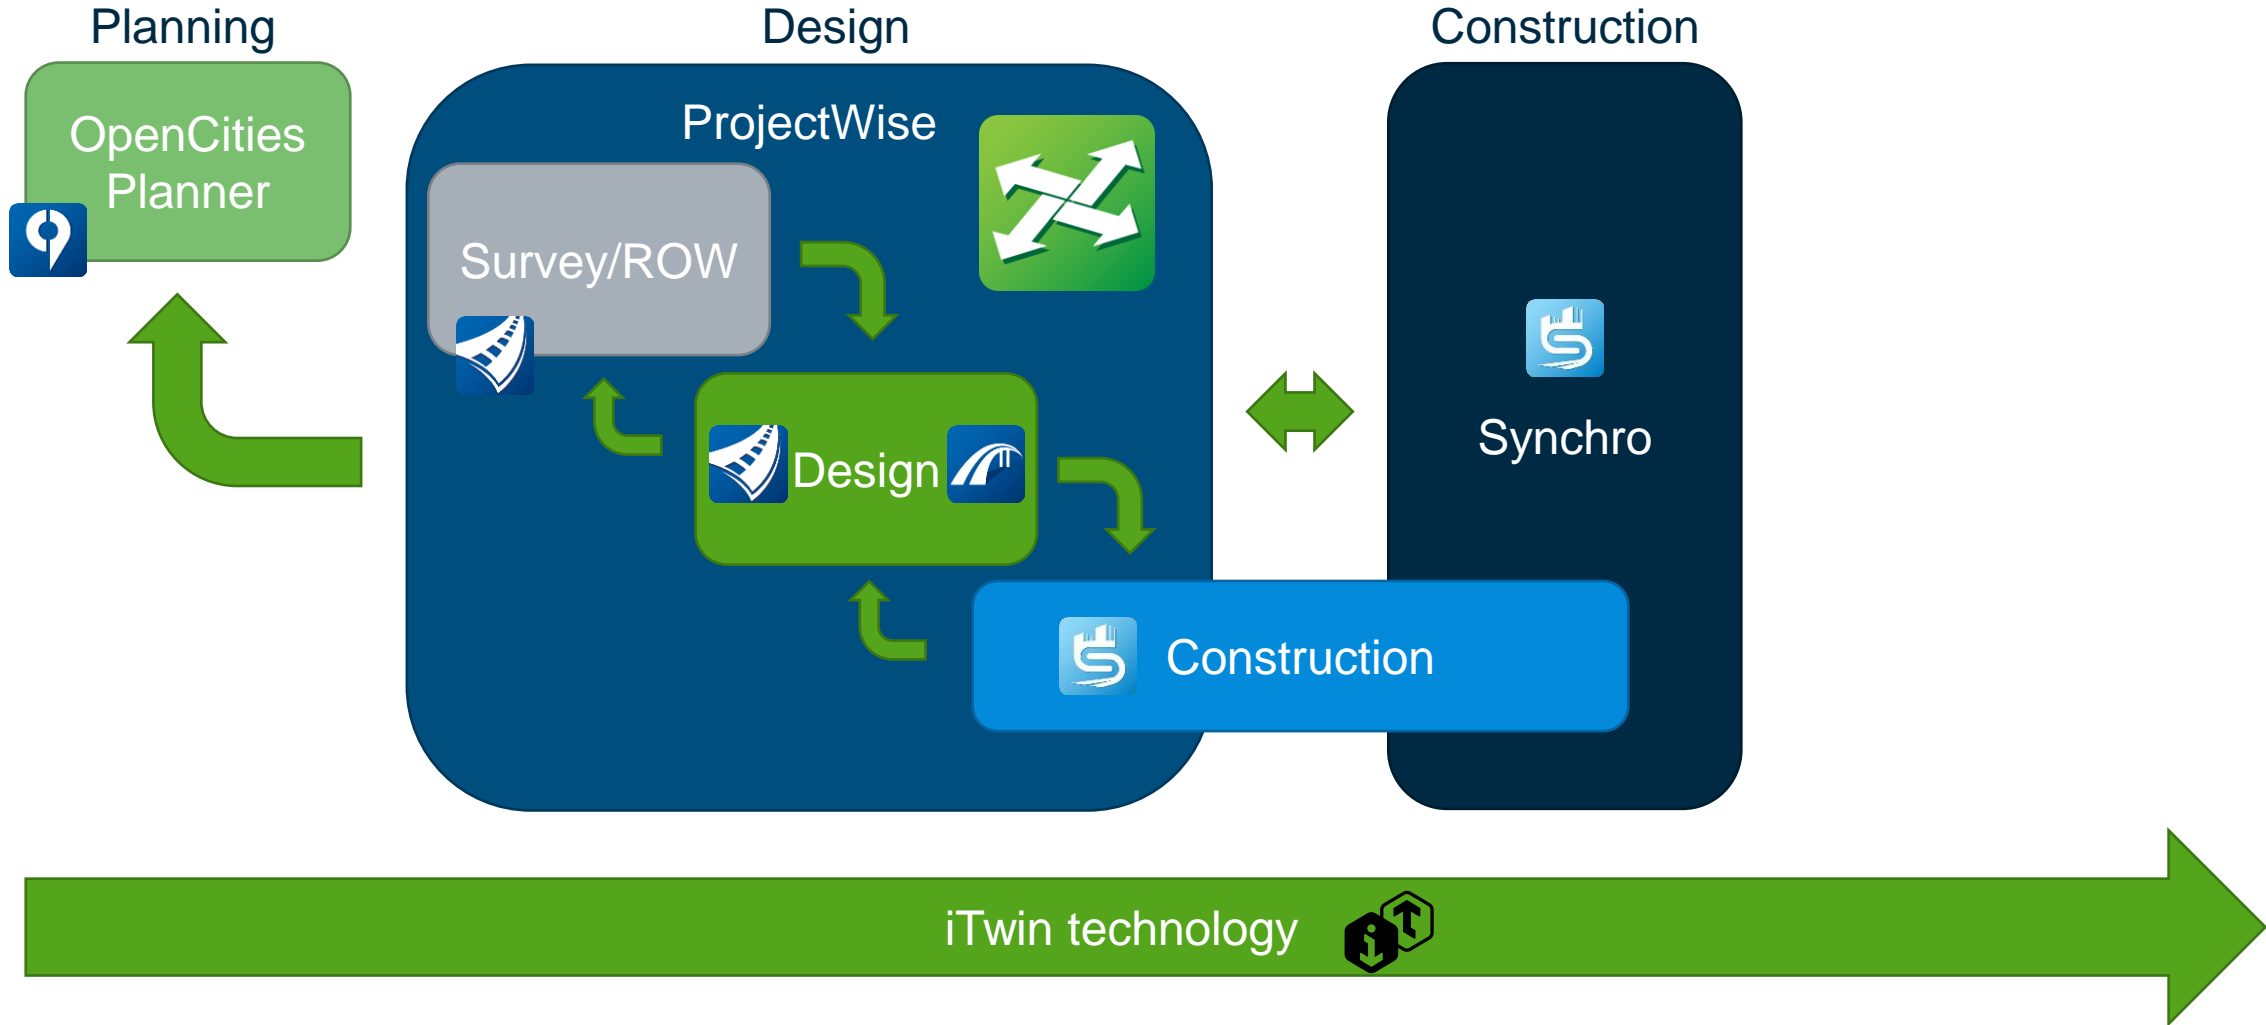 Planning
Design
Construction
OpenCities
Planner
ProjectWise
Survey/ROW
Design
Synchro
Construction
iTwin technology